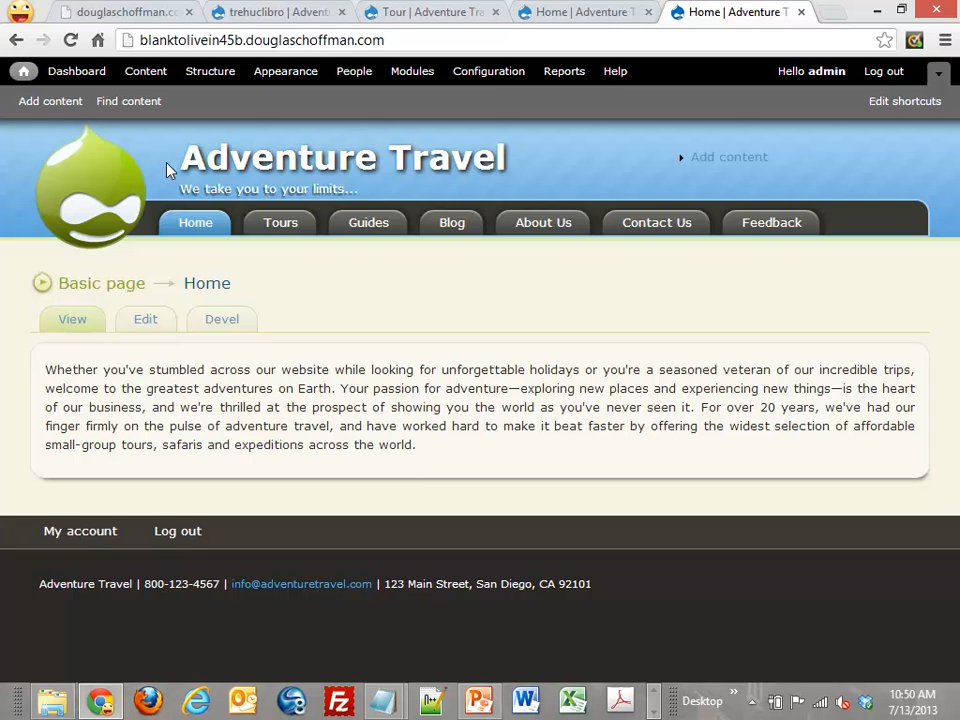 douglaschoffman.cc
trehuclibro | Advent
Tour | Adventure Tra
Home | Adventure T
Home | Adventure T
blanktolivein45b.douglaschoffman.com
Dashboard Content Structure Appearance People Modules Configuration Reports Help Hello admin Log out
Add content Find content Edit shortcuts
Adventure Travel
Add content
We take you to your limits...
Home Tours Guides Blog About Us Contact Us Feedback
Basic page → Home
View Edit Devel
Whether you've stumbled across our website while looking for unforgettable holidays or you're a seasoned veteran of our incredible trips,
welcome to the greatest adventures on Earth. Your passion for adventure—exploring new places and experiencing new things—is the heart
of our business, and we're thrilled at the prospect of showing you the world as you've never seen it. For over 20 years, we've had our
finger firmly on the pulse of adventure travel, and have worked hard to make it beat faster by offering the widest selection of affordable
small-group tours, safaris and expeditions across the world.
My account Log out
Adventure Travel | 800-123-4567 | info@adventuretravel.com | 123 Main Street, San Diego, CA 92101
Desktop
10:50 AM
7/13/2013